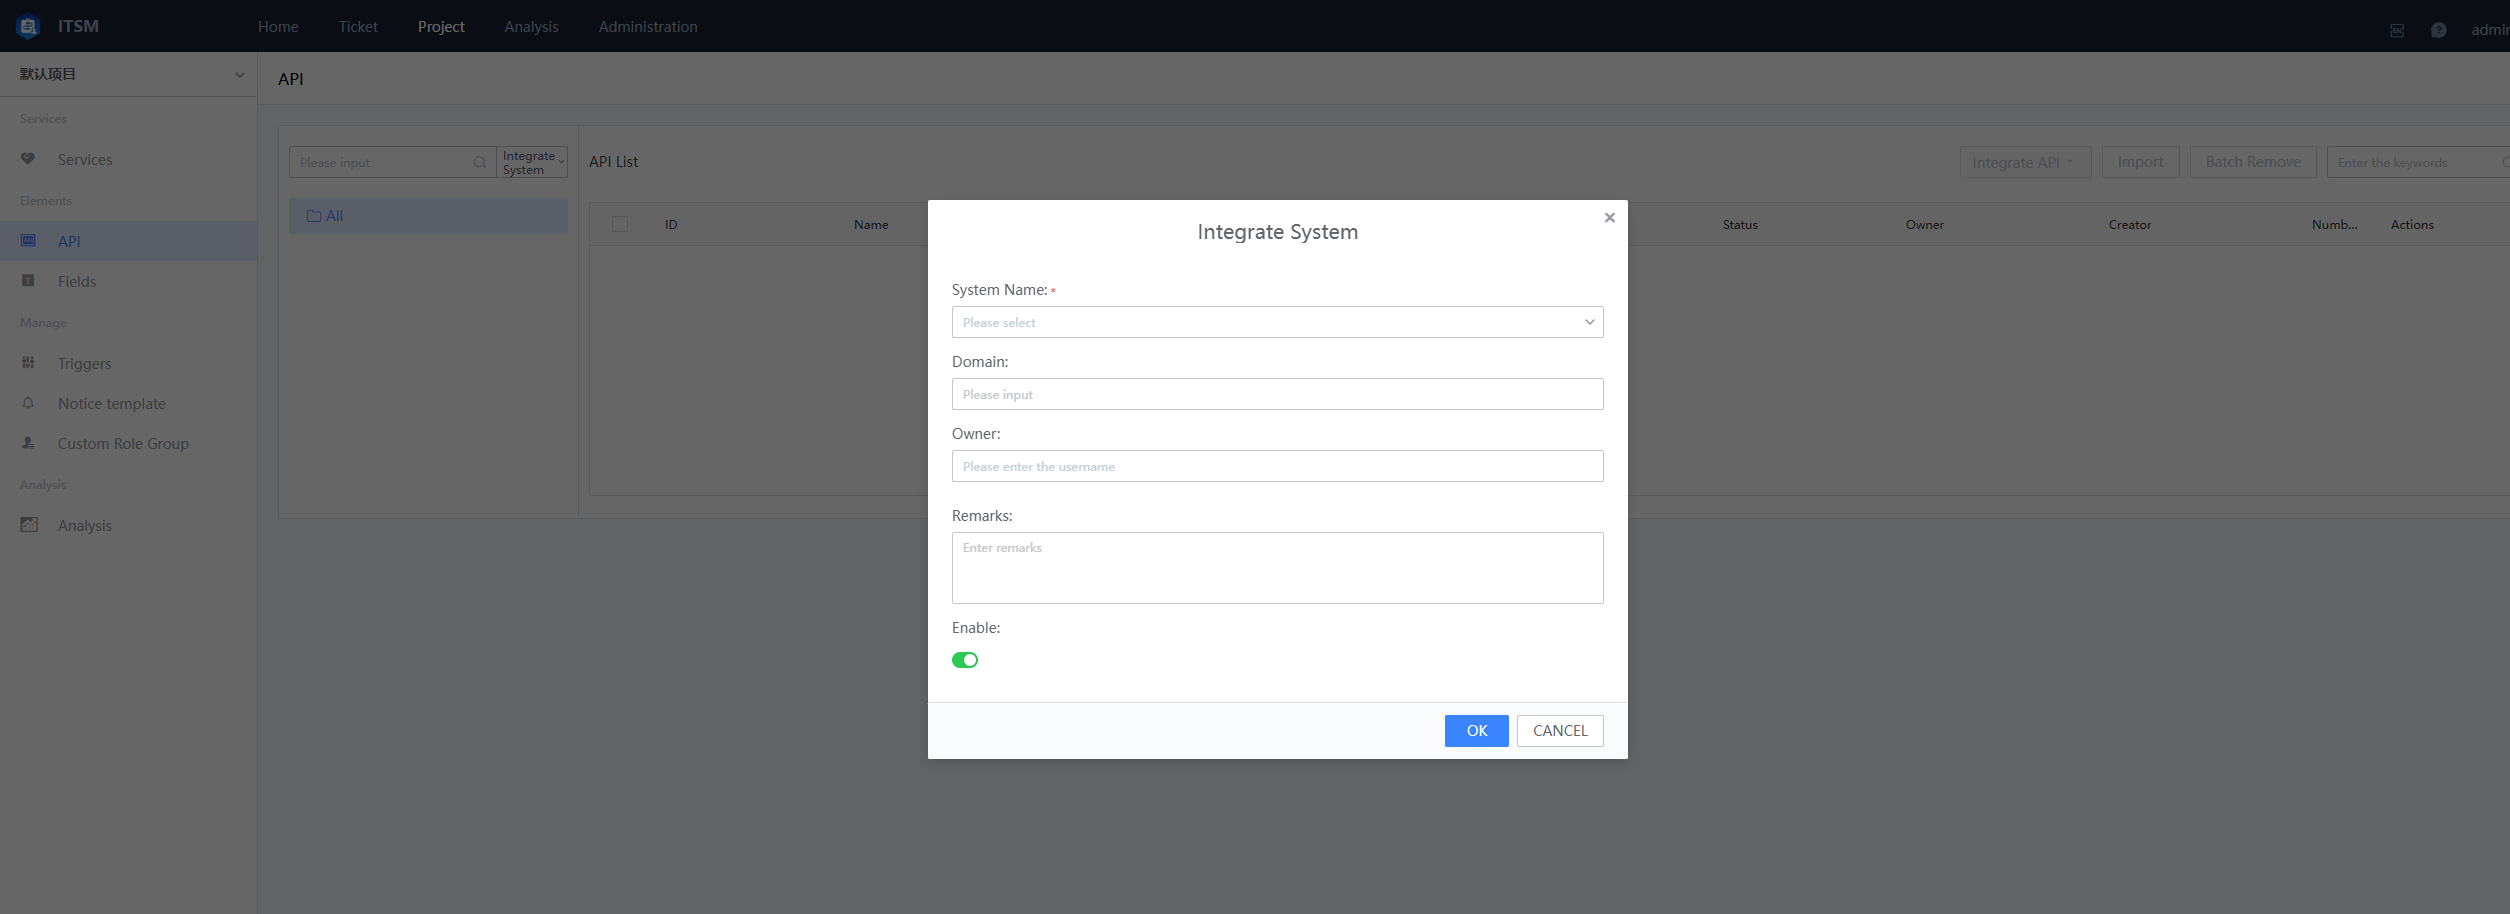 ITSM
Home Ticket Project Analysis Administration
默认项目
API
Services
Services
Elements
API
Fields
Manage
Triggers
Notice template
Custom Role Group
Analysis
Analysis
Please input
Integrate
System
All
API List
Integrate API Import Batch Remove Enter the keywords
ID Name Status Owner Creator Numb... Actions
Integrate System
System Name: *
Please select
Domain:
Please input
Owner:
Please enter the username
Remarks:
Enter remarks
Enable:
OK CANCEL